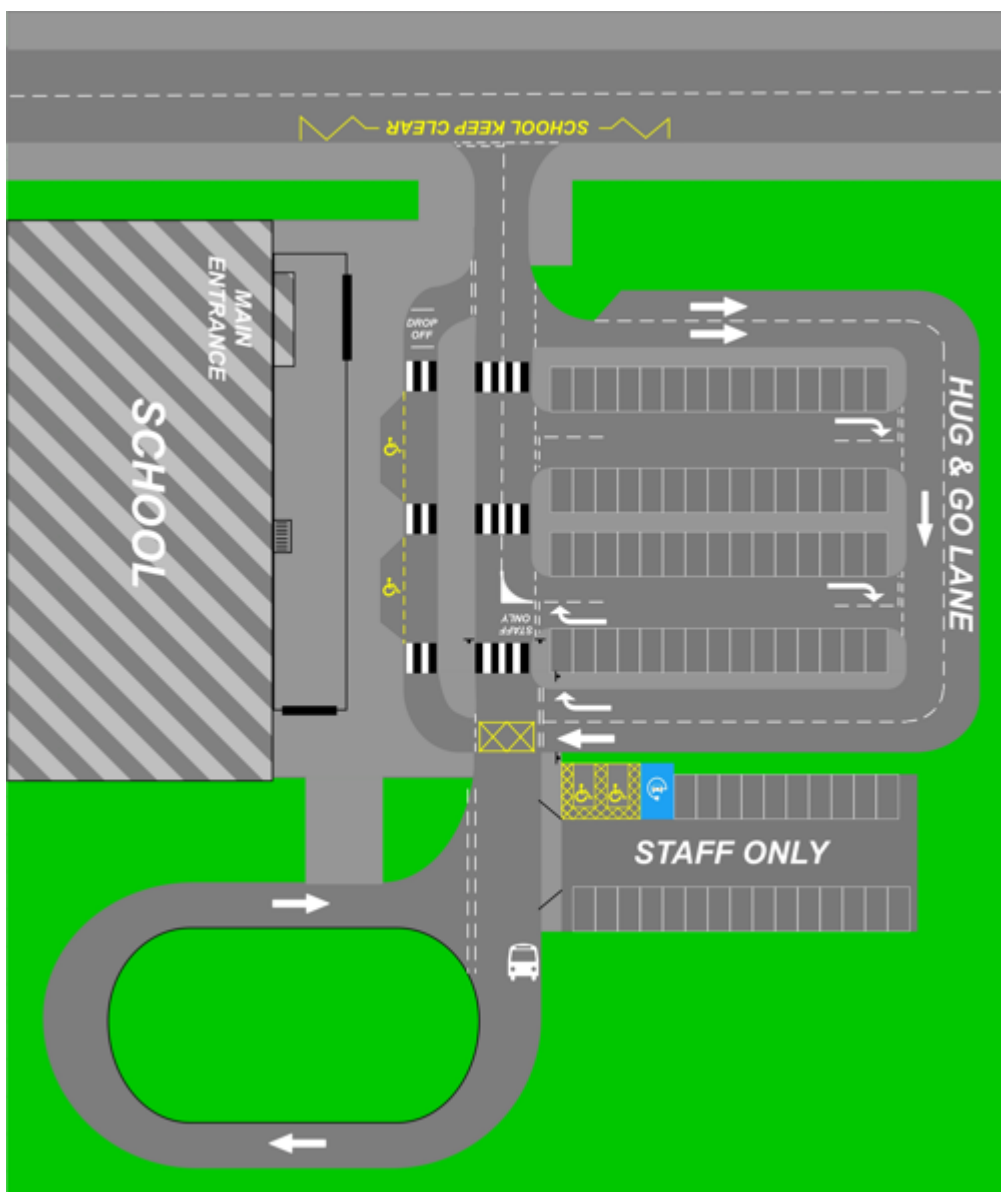 SCHOOL KEEP CLEAR
MAIN
ENTRANCE
DROP
OFF
SCHOOL
HUG & GO LANE
STAFF
ONLY
STAFF ONLY